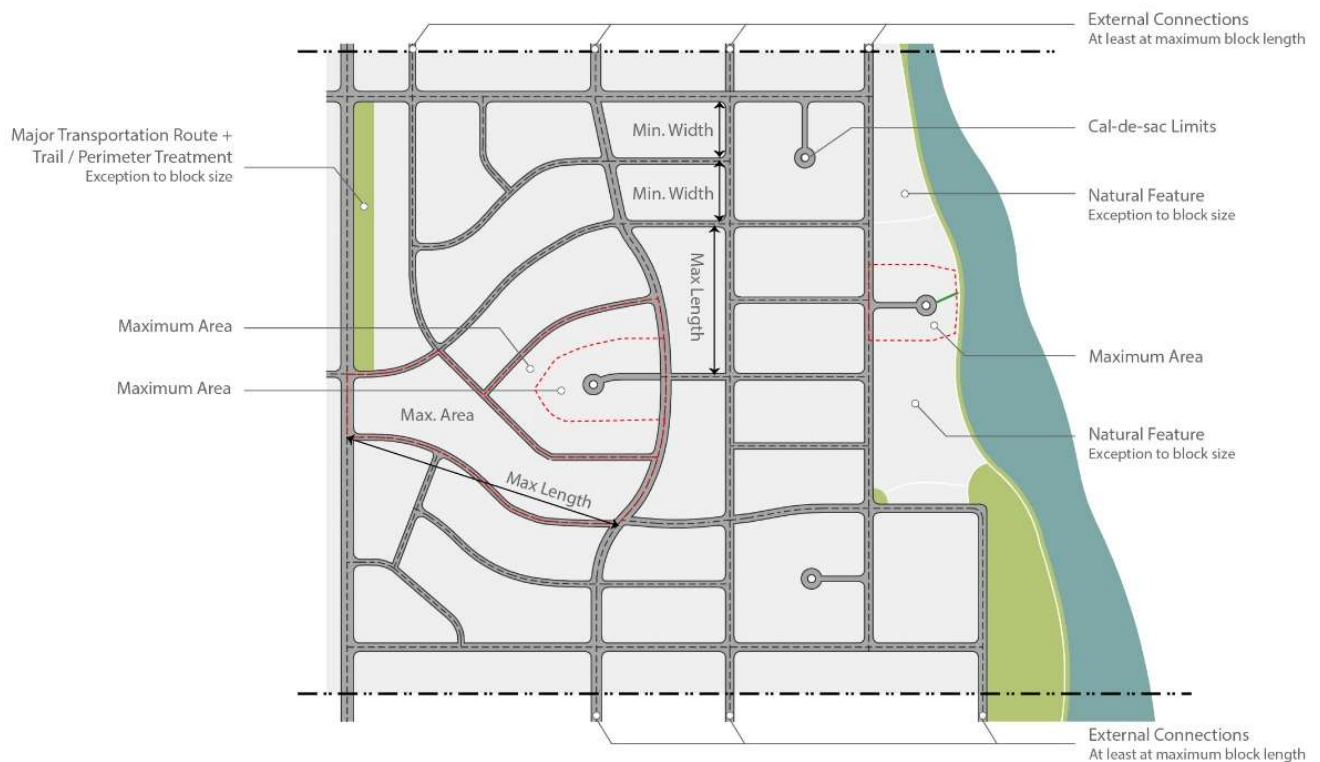 External Connections
At least at maximum block length
Major Transportation Route +
Trail / Perimeter Treatment
Exception to block size
Min. Width
Cal-de-sac Limits
Min. Width
Natural Feature
Exception to block size
Max Length
Maximum Area
Maximum Area
Maximum Area
Max. Area
Natural Feature
Exception to block size
Max Length
External Connections
At least at maximum block length